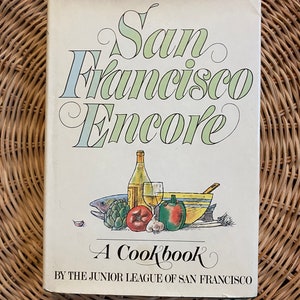 San
Francisco
Encore
A Cookbook
BY THE JUNIOR LEAGUE OF SAN FRANCISCO